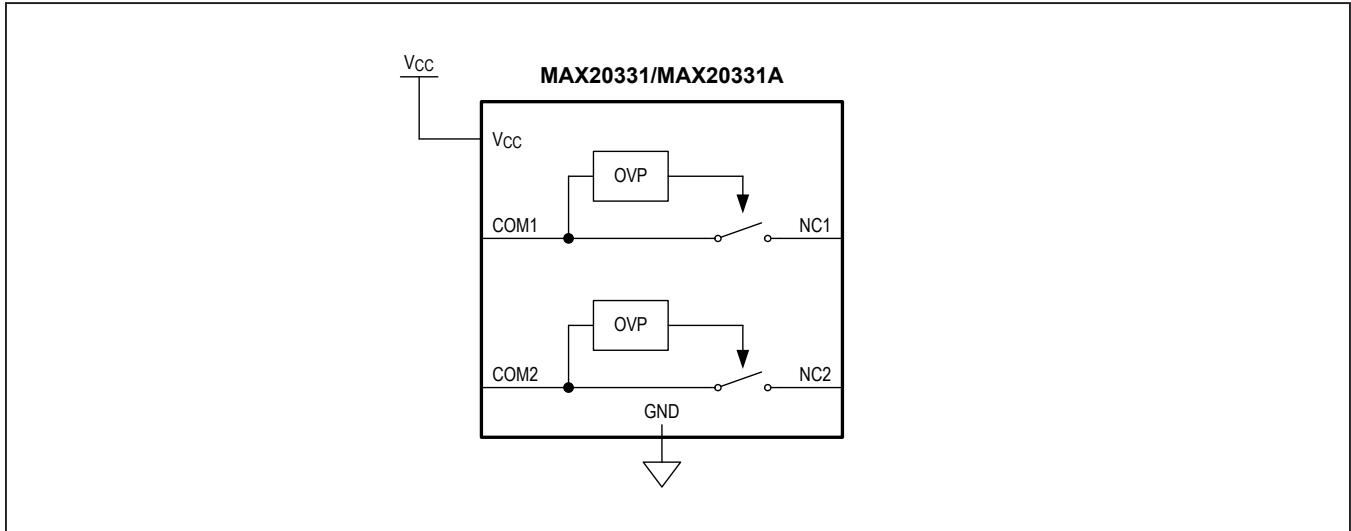 VCC
MAX20331/MAX20331A
VCC
OVP
COM1
NC1
OVP
COM2
NC2
GND